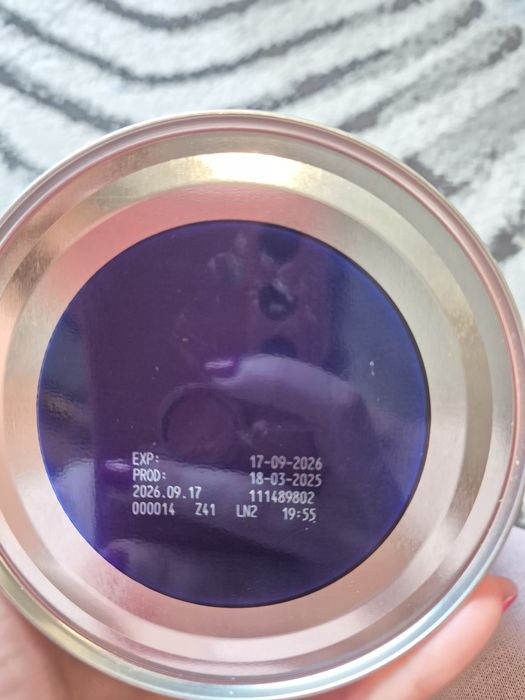 EXP: 17-09-2026
PROD: 18-03-2025
2026.09.17 111489802
000014 Z41 LN2 19:55